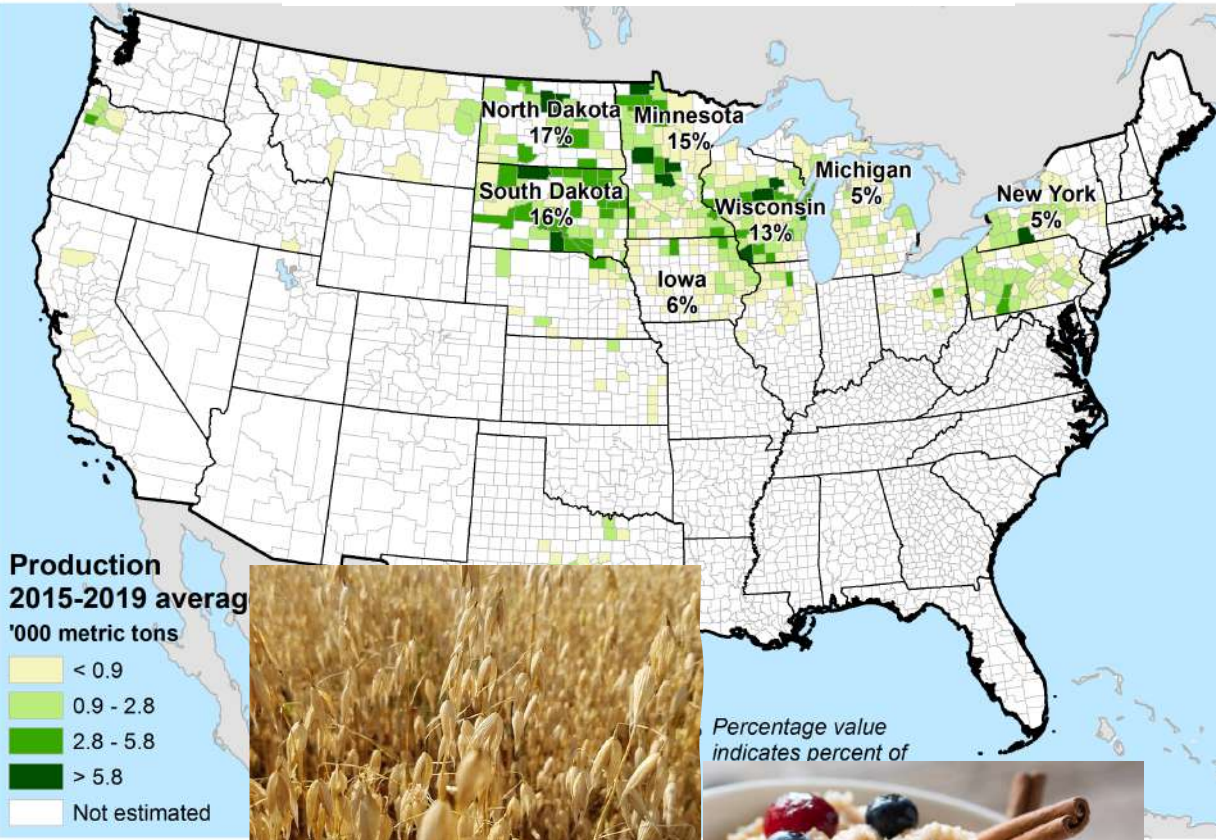 North Dakota
17%
Minnesota
15%
South Dakota
16%
Wisconsin
13%
Michigan
5%
New York
5%
Iowa
6%
Production
2015-2019 averag
'000 metric tons
< 0.9
0.9 - 2.8
2.8 - 5.8
> 5.8
Not estimated
Percentage value
indicates percent of